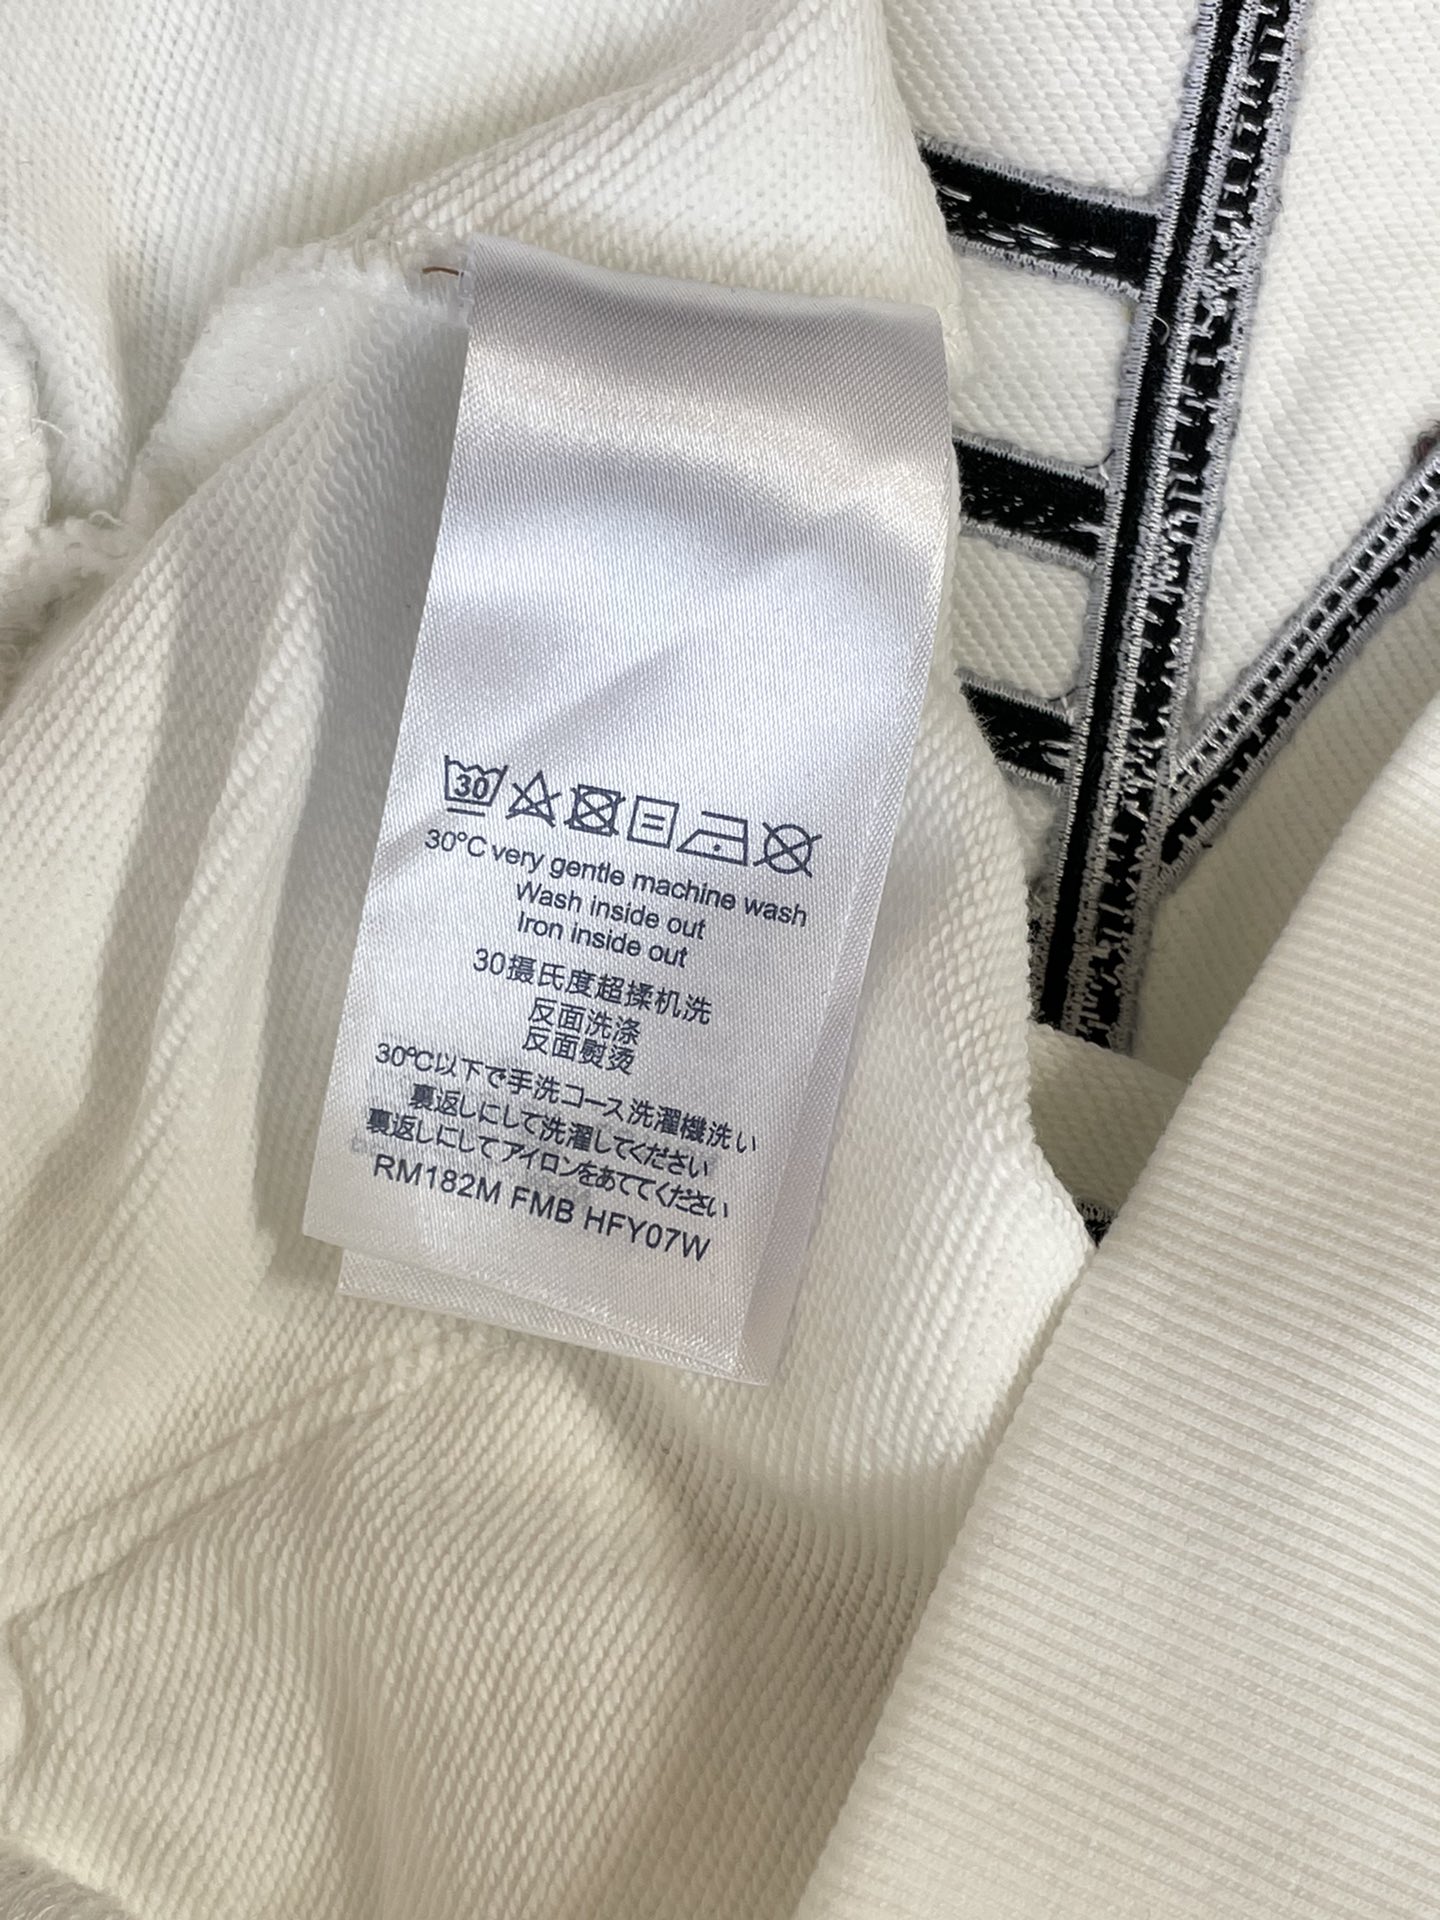 30
30°C very gentle machine wash
Wash inside out
Iron inside out
30摄氏度超揉机洗
反面洗涤
反面熨烫
30℃以下で手洗コース洗濯機洗い
裏返しにして洗濯してください
裏返しにしてアイロンをあててください
RM182M FMB HFY07W